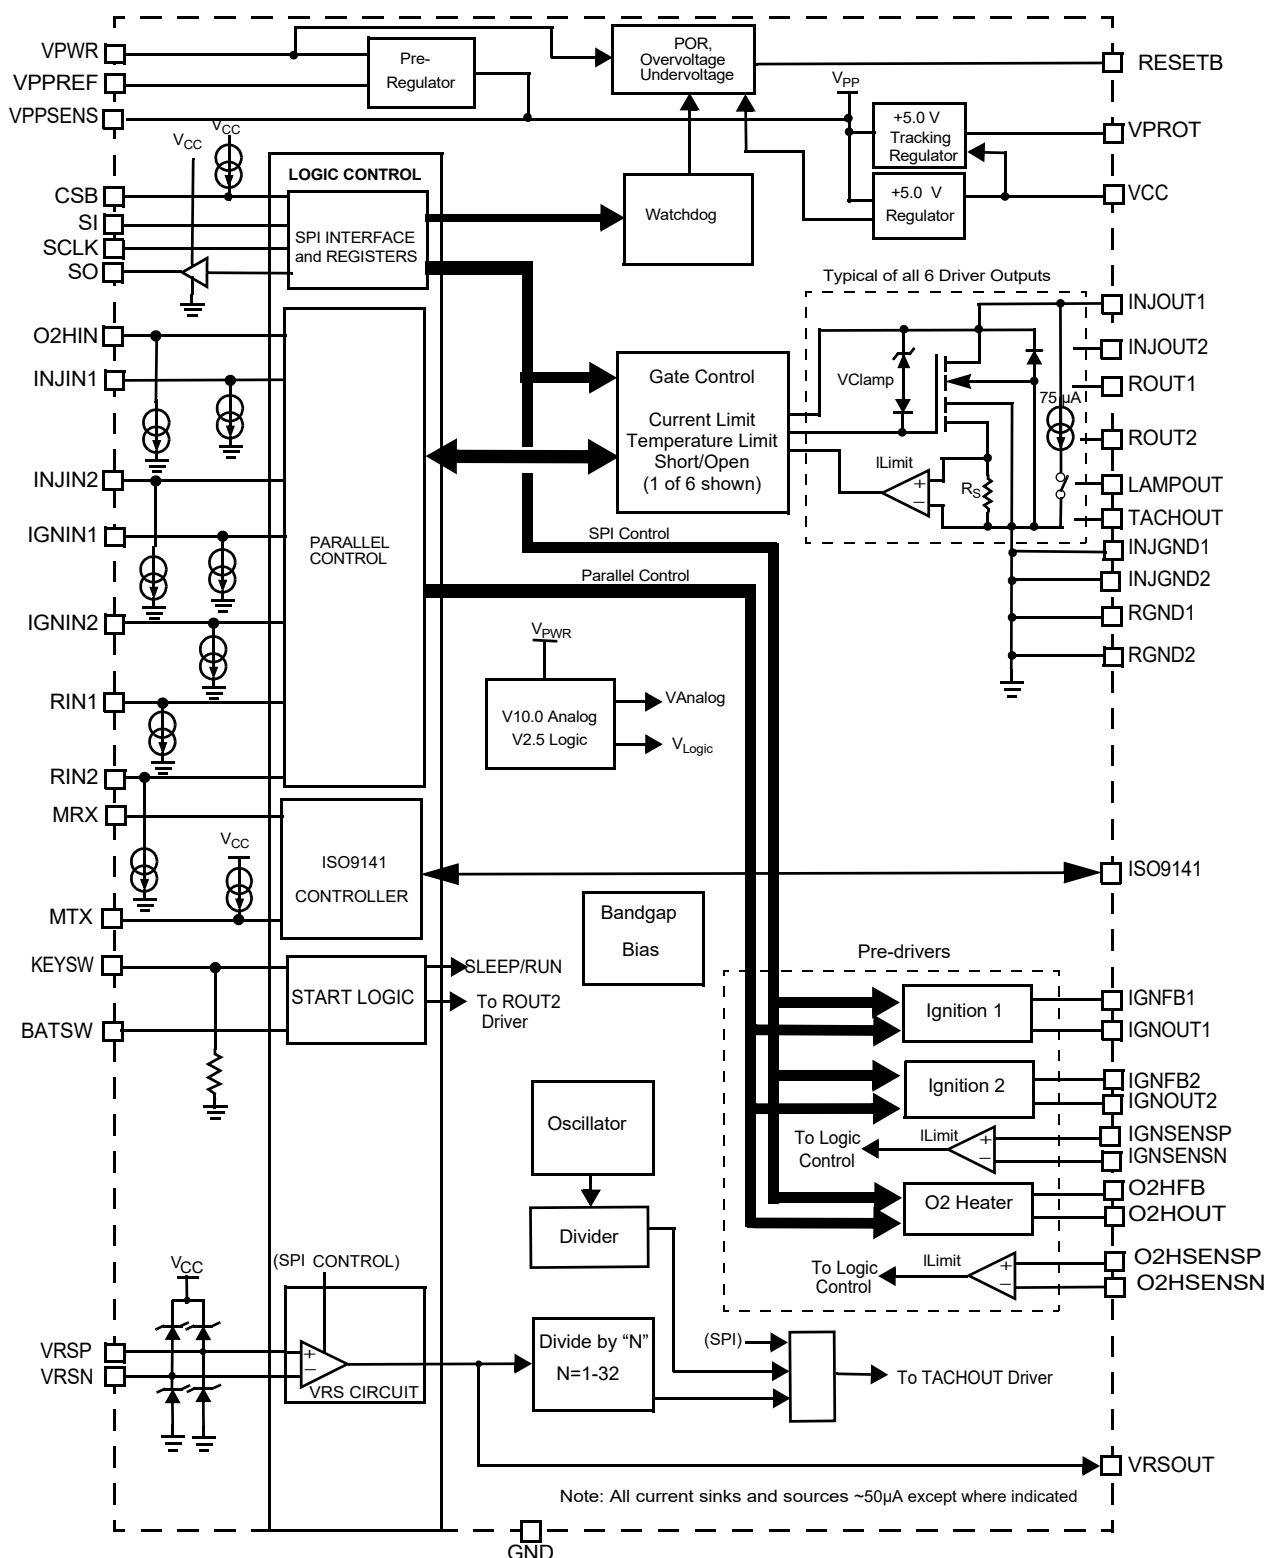 VPWR
VPPREF
VPPSENS
Pre-
Regulator
POR,
Overvoltage
Undervoltage
RESETB
VPP
+5.0 V
Tracking
Regulator
VPROT
+5.0 V
Regulator
VCC
VCC
VCC
LOGIC CONTROL
CSB
SI
SCLK
SO
SPI INTERFACE
and REGISTERS
Watchdog
Typical of all 6 Driver Outputs
O2HIN
INJIN1
INJIN2
IGNIN1
IGNIN2
RIN1
RIN2
PARALLEL
CONTROL
Gate Control
Current Limit
Temperature Limit
Short/Open
(1 of 6 shown)
VClamp
75 µA
ILimit
RS
+
−
INJOUT1
INJOUT2
ROUT1
ROUT2
LAMPOUT
TACHOUT
INJGND1
INJGND2
RGND1
RGND2
SPI Control
Parallel Control
VPWR
V10.0 Analog
V2.5 Logic
VAnalog
VLogic
MRX
VCC
MTX
ISO9141
CONTROLLER
ISO9141
Bandgap
Bias
KEYSW
BATSW
START LOGIC
SLEEP/RUN
To ROUT2
Driver
Pre-drivers
Ignition 1
IGNFB1
IGNOUT1
Ignition 2
IGNFB2
IGNOUT2
To Logic
Control
ILimit
+
−
IGNSENSP
IGNSENSN
O2 Heater
O2HFB
O2HOUT
To Logic
Control
ILimit
+
−
O2HSENSP
O2HSENSN
Oscillator
Divider
VCC
(SPI CONTROL)
VRSP
VRSN
+
−
VRS CIRCUIT
Divide by “N”
N=1-32
(SPI)
To TACHOUT Driver
VRSOUT
Note: All current sinks and sources ~50µA except where indicated
GND